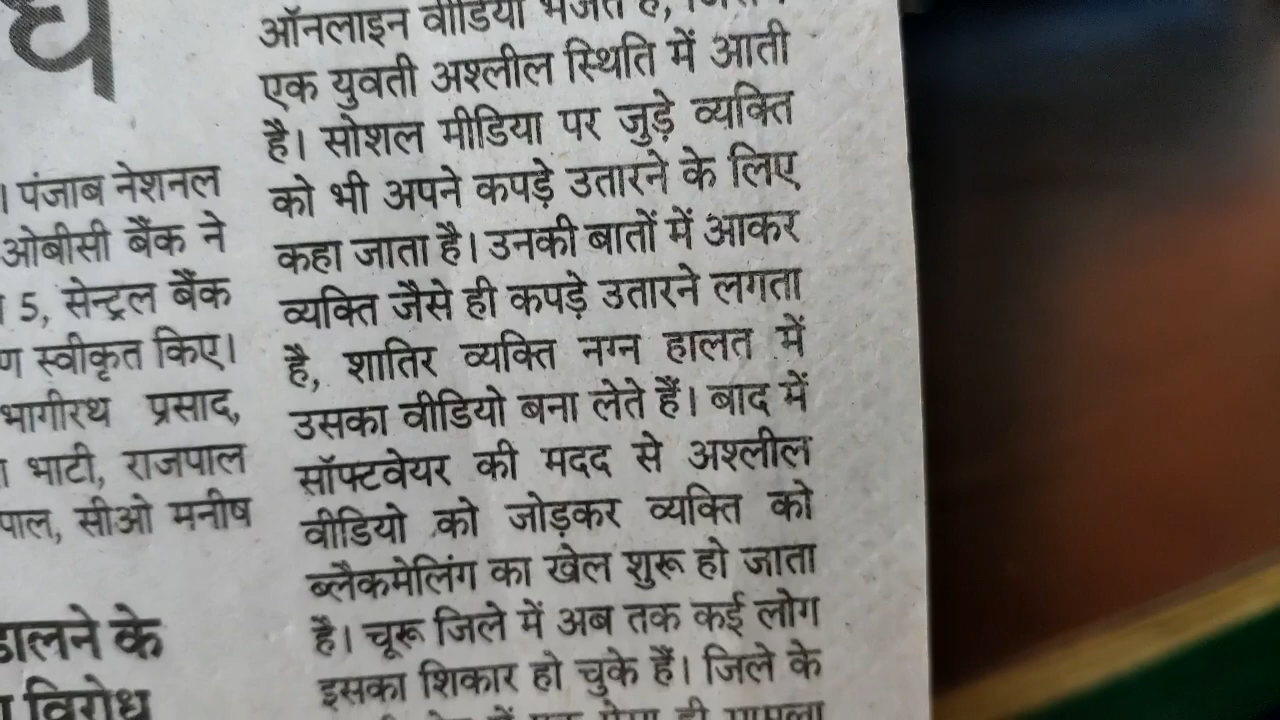 । पंजाब नेशनल
ओबीसी बैंक ने
5, सेन्ट्रल बैंक
ण स्वीकृत किए।
भागीरथ प्रसाद,
भाटी, राजपाल
पाल, सीओ मनीष
डालने के
विरोध
ऑनलाइन वीडियो भेजते हैं,
एक युवती अश्लील स्थिति में आती
है। सोशल मीडिया पर जुड़े व्यक्ति
को भी अपने कपड़े उतारने के लिए
कहा जाता है। उनकी बातों में आकर
व्यक्ति जैसे ही कपड़े उतारने लगता
है, शातिर व्यक्ति नग्न हालत में
उसका वीडियो बना लेते हैं। बाद में
सॉफ्टवेयर की मदद से अश्लील
वीडियो को जोड़कर व्यक्ति को
ब्लैकमेलिंग का खेल शुरू हो जाता
है। चूरू जिले में अब तक कई लोग
इसका शिकार हो चुके हैं। जिले के